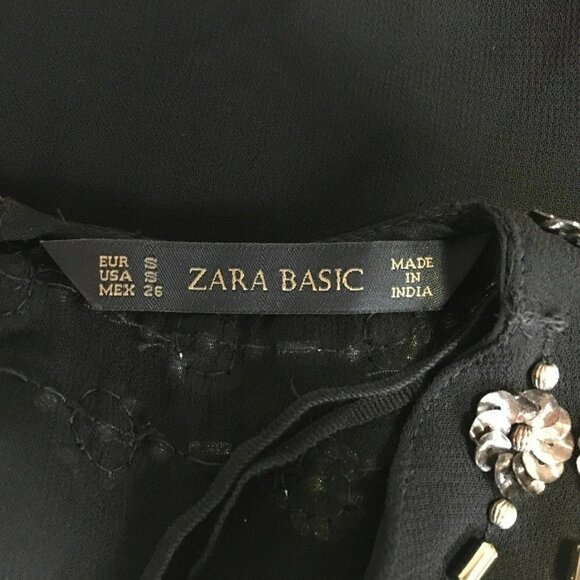 EUR S
USA S
MEX 26
ZARA BASIC
MADE
IN
INDIA